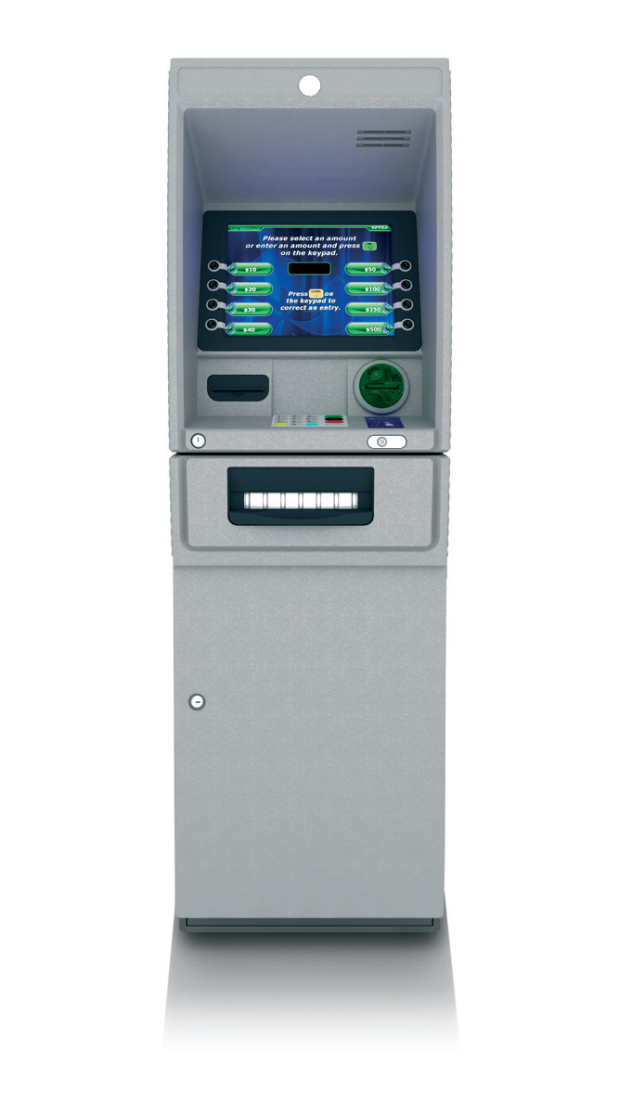 APTRA
Please select an amount
or enter an amount and press
on the keypad.
$10
$50
$20
$100
Press on
the keypad to
correct an entry.
$30
$250
$40
$500